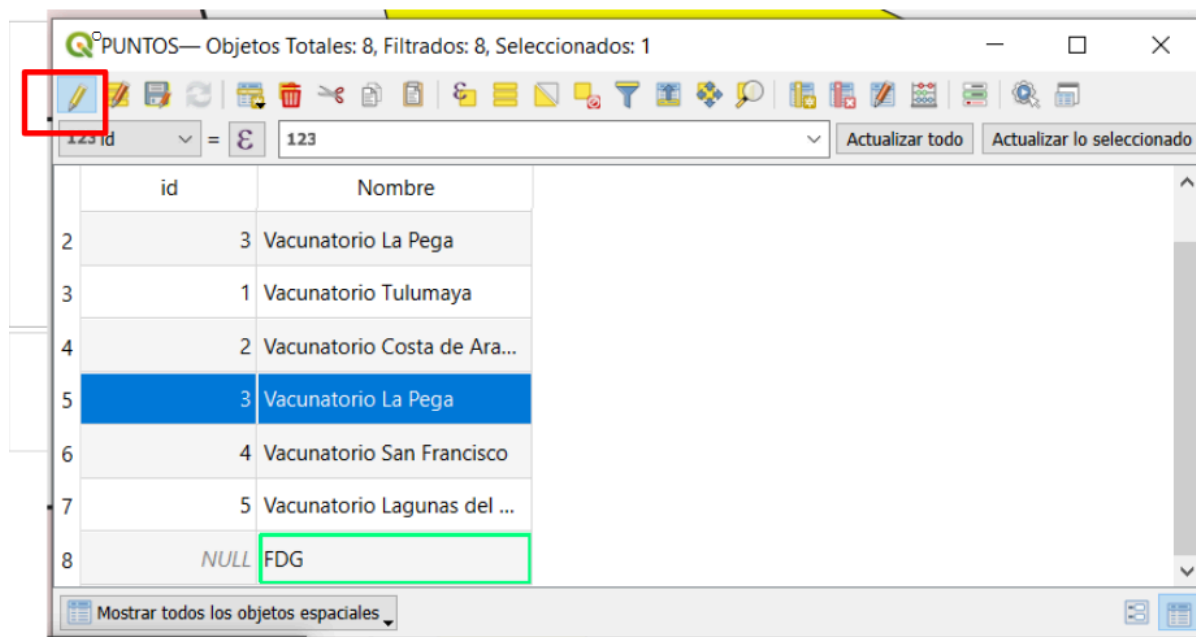 PUNTOS— Objetos Totales: 8, Filtrados: 8, Seleccionados: 1
123 id = ε 123 Actualizar todo Actualizar lo seleccionado
id Nombre
2 3 Vacunatorio La Pega
3 1 Vacunatorio Tulumaya
4 2 Vacunatorio Costa de Ara...
5 3 Vacunatorio La Pega
6 4 Vacunatorio San Francisco
7 5 Vacunatorio Lagunas del ...
8 NULL FDG
Mostrar todos los objetos espaciales